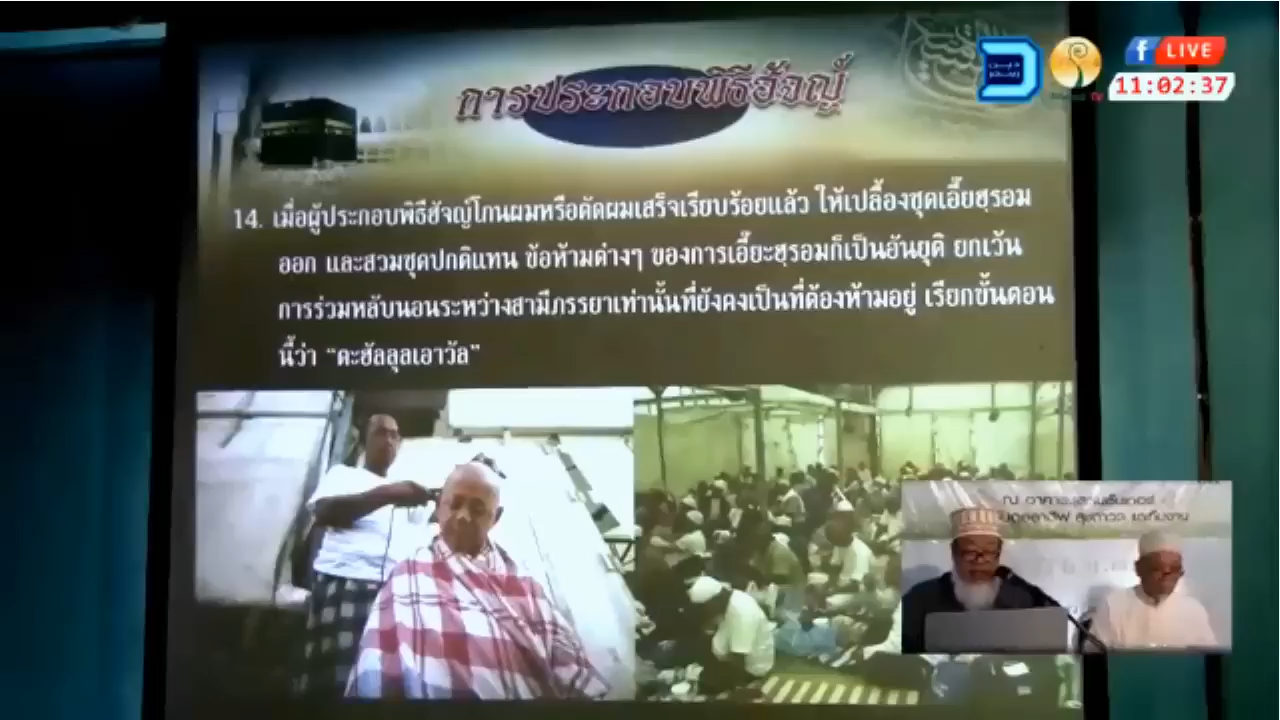 การประกอบพิธีฮัจญ์
LIVE
11:02:37
14. เมื่อผู้ประกอบพิธีฮัจญ์โกนผมหรือตัดผมเสร็จเรียบร้อยแล้ว ให้เปลื้องชุดเอี๊ยฮฺรอม
ออก และสวมชุดปกติแทน ข้อห้ามต่างๆ ของการเอี๊ยะฮฺรอมก็เป็นอันยุติ ยกเว้น
การร่วมหลับนอนระหว่างสามีภรรยาเท่านั้นที่ยังคงเป็นที่ต้องห้ามอยู่ เรียกขั้นตอน
นี้ว่า “ตะฮัลลุลเอาวัล”
ณ อาคาร